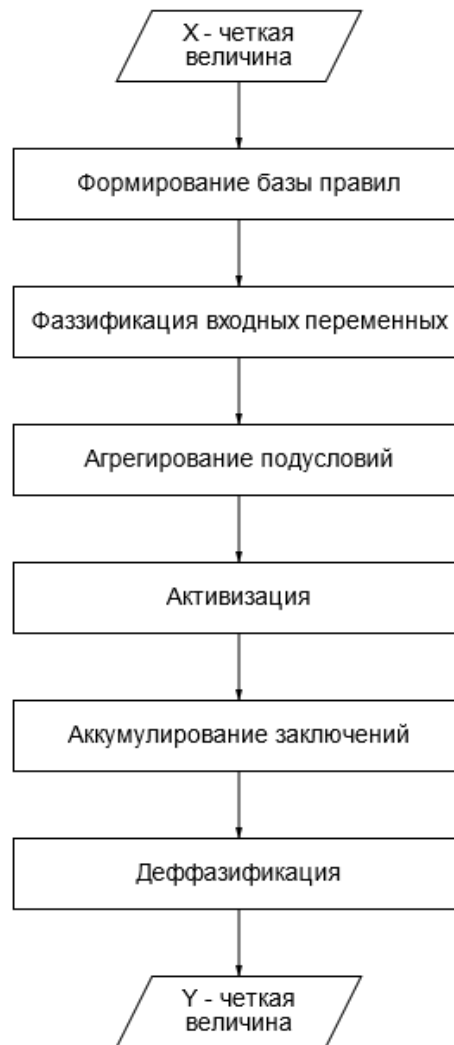 X - четкая
величина
Формирование базы правил
Фаззификация входных переменных
Агрегирование подусловий
Активизация
Аккумулирование заключений
Деффазификация
Y - четкая
величина